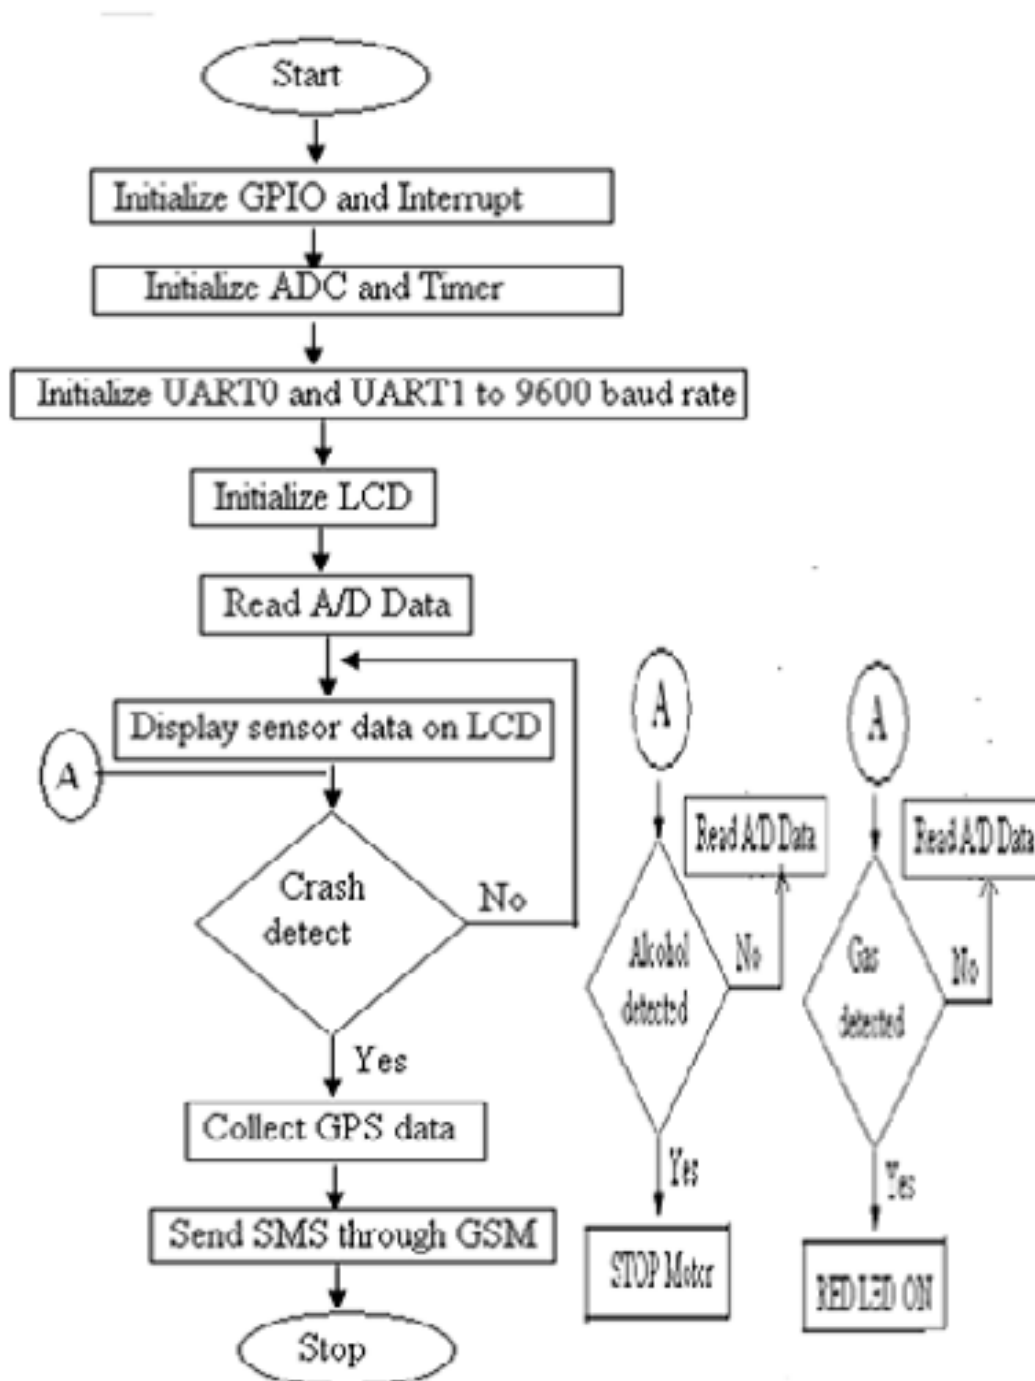 Start
Initialize GPIO and Interrupt
Initialize ADC and Timer
Initialize UART0 and UART1 to 9600 baud rate
Initialize LCD
Read A/D Data
Display sensor data on LCD
A
Crash
detect
No
Yes
Collect GPS data
Send SMS through GSM
Stop
A
Read A/D Data
Alcohol
detected
No
Yes
STOP Motor
A
Read A/D Data
Gas
detected
No
Yes
RED LED ON